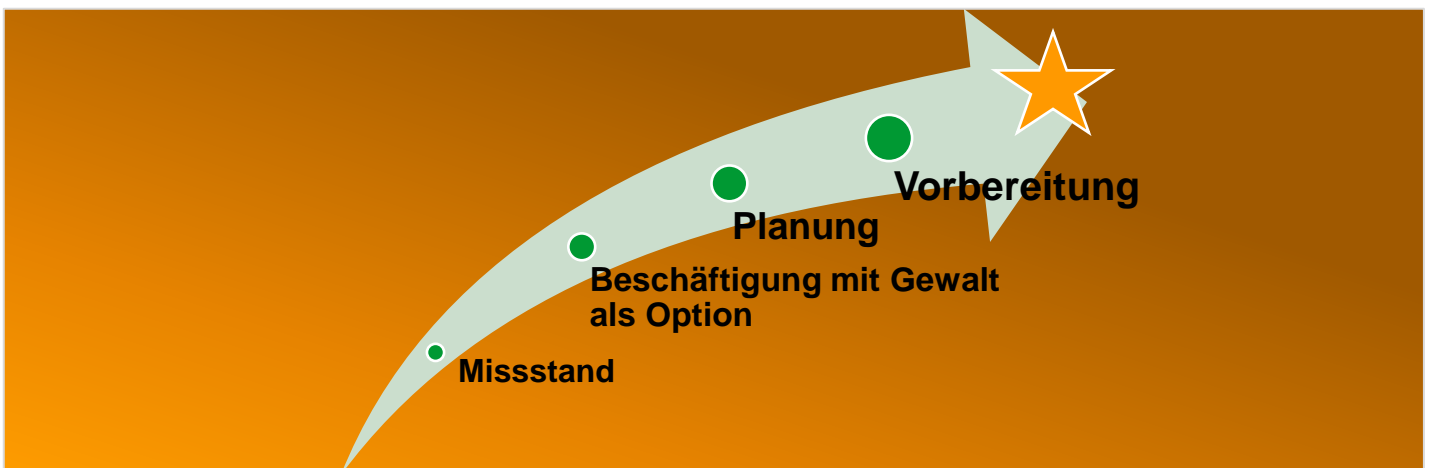 Vorbereitung
Planung
Beschäftigung mit Gewalt
als Option
Missstand